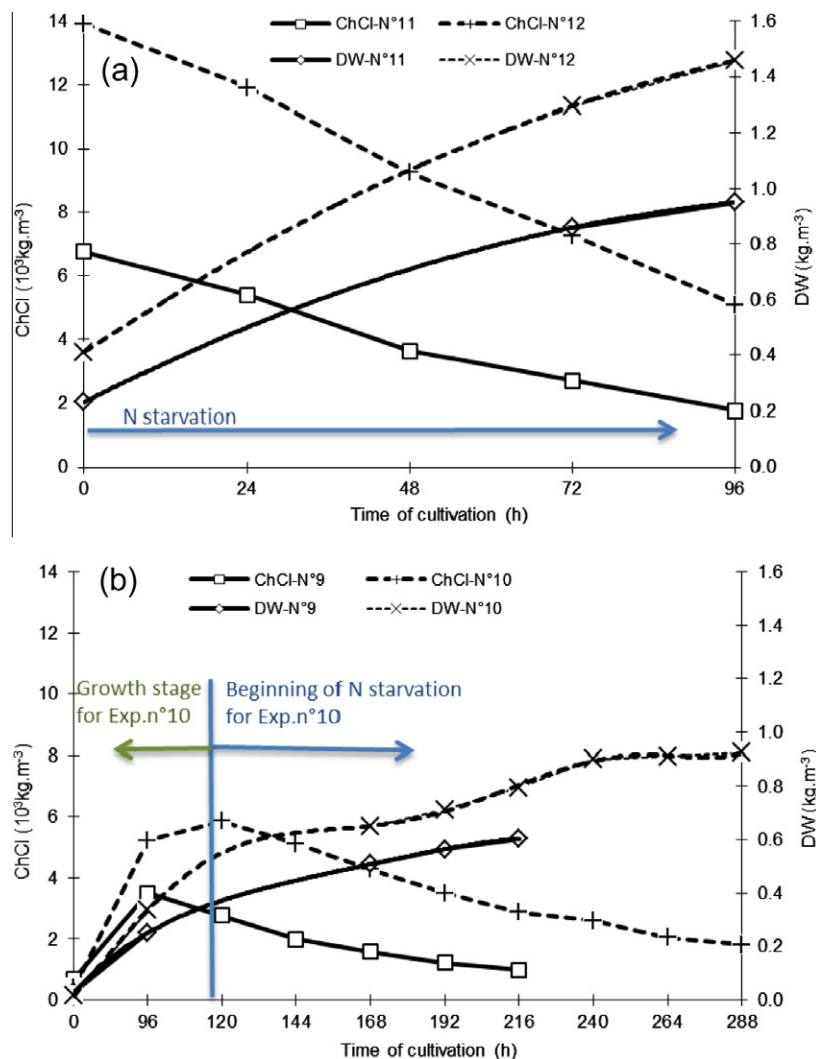 (a)
ChCl-N°11
ChCl-N°12
DW-N°11
DW-N°12
14
12
10
8
6
4
2
0
ChCl (10³kg.m⁻³)
1.6
1.4
1.2
1.0
0.8
0.6
0.4
0.2
0.0
DW (kg.m⁻³)
N starvation
0 24 48 72 96
Time of cultivation (h)
(b)
ChCl-N°9
ChCl-N°10
DW-N°9
DW-N°10
14
12
10
8
6
4
2
0
ChCl (10³kg.m⁻³)
1.6
1.4
1.2
1.0
0.8
0.6
0.4
0.2
0.0
DW (kg.m⁻³)
Growth stage
for Exp.n°10
Beginning of N starvation
for Exp.n°10
0 96 120 144 168 192 216 240 264 288
Time of cultivation (h)